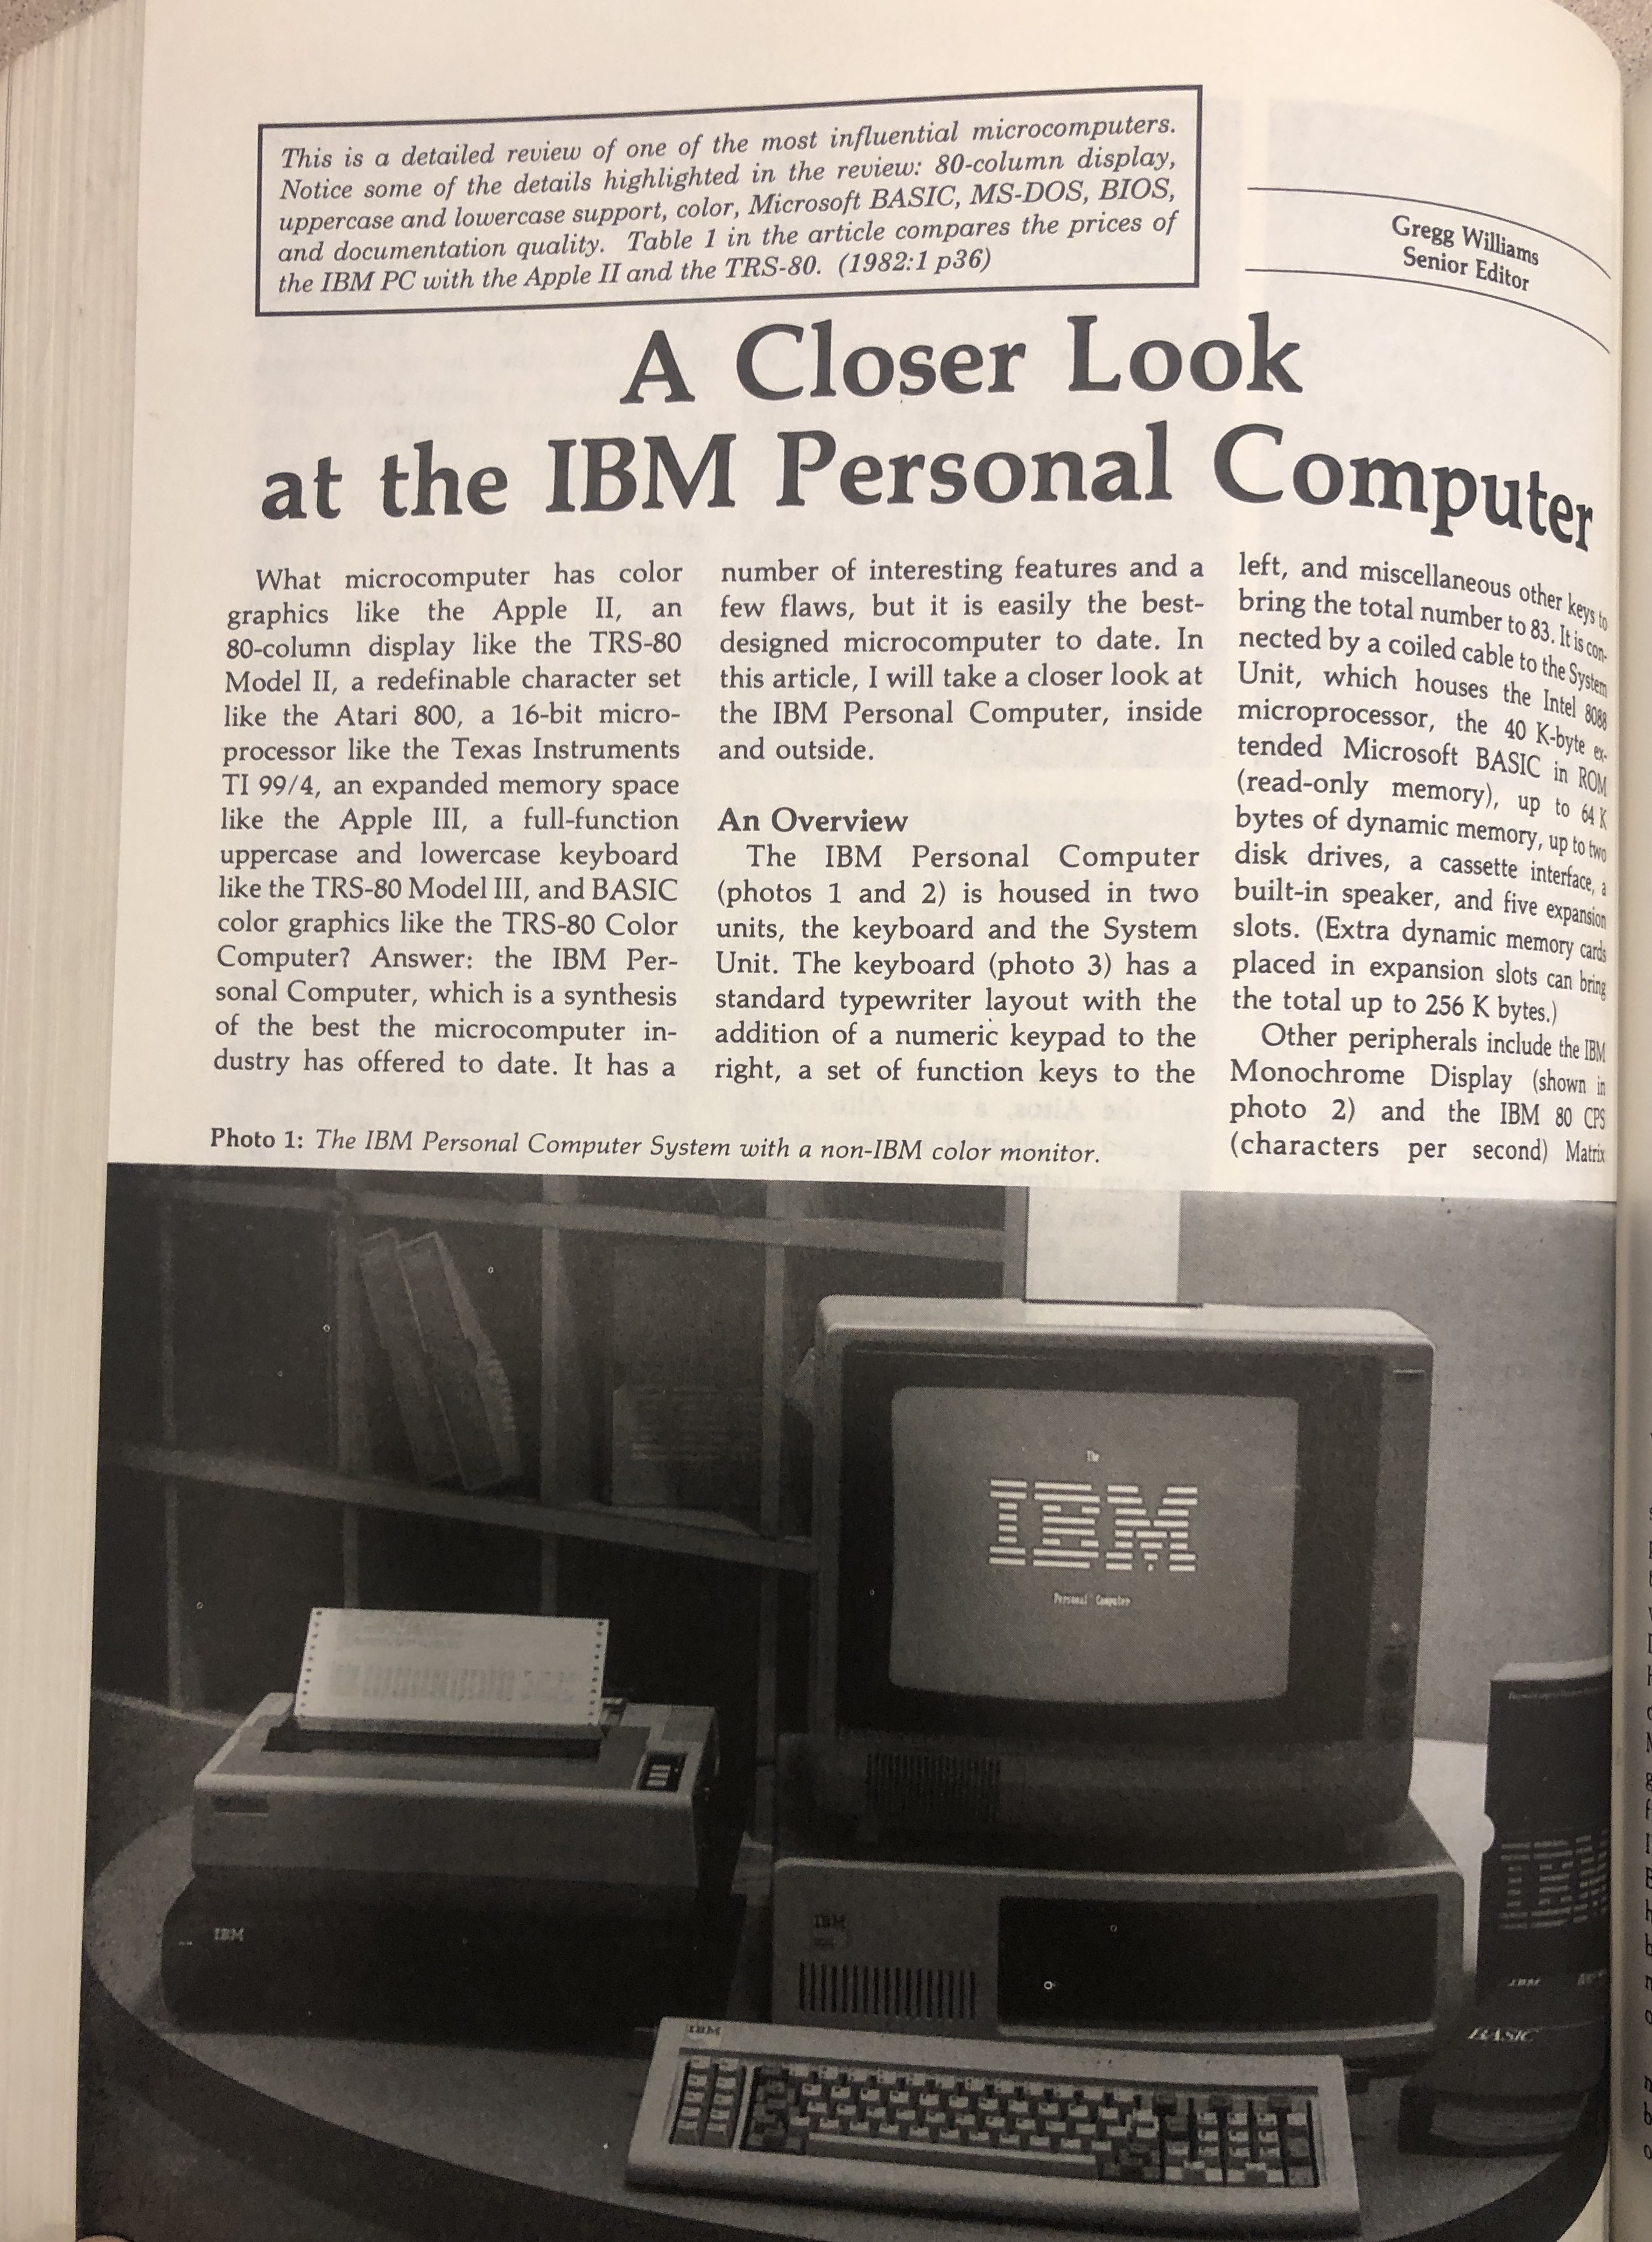 This is a detailed review of one of the most influential microcomputers.
Notice some of the details highlighted in the review: 80-column display,
uppercase and lowercase support, color, Microsoft BASIC, MS-DOS, BIOS,
and documentation quality. Table 1 in the article compares the prices of
the IBM PC with the Apple II and the TRS-80. (1982:1 p36)
Gregg Williams
Senior Editor
A Closer Look
at the IBM Personal Computer
What microcomputer has color
graphics like the Apple II, an
80-column display like the TRS-80
Model II, a redefinable character set
like the Atari 800, a 16-bit micro-
processor like the Texas Instruments
TI 99/4, an expanded memory space
like the Apple III, a full-function
uppercase and lowercase keyboard
like the TRS-80 Model III, and BASIC
color graphics like the TRS-80 Color
Computer? Answer: the IBM Per-
sonal Computer, which is a synthesis
of the best the microcomputer in-
dustry has offered to date. It has a
number of interesting features and a
few flaws, but it is easily the best-
designed microcomputer to date. In
this article, I will take a closer look at
the IBM Personal Computer, inside
and outside.
An Overview
The IBM Personal Computer
(photos 1 and 2) is housed in two
units, the keyboard and the System
Unit. The keyboard (photo 3) has a
standard typewriter layout with the
addition of a numeric keypad to the
right, a set of function keys to the
left, and miscellaneous other keys to
bring the total number to 83. It is con-
nected by a coiled cable to the System
Unit, which houses the Intel 8088
microprocessor, the 40 K-byte ex-
tended Microsoft BASIC in ROM
(read-only memory), up to 64 K
bytes of dynamic memory, up to two
disk drives, a cassette interface, a
built-in speaker, and five expansion
slots. (Extra dynamic memory cards
placed in expansion slots can bring
the total up to 256 K bytes.)
Other peripherals include the IBM
Monochrome Display (shown in
photo 2) and the IBM 80 CPS
(characters per second) Matrix
Photo 1: The IBM Personal Computer System with a non-IBM color monitor.
The
IBM
Personal Computer
IBM
IBM
IBM
IBM
BASIC